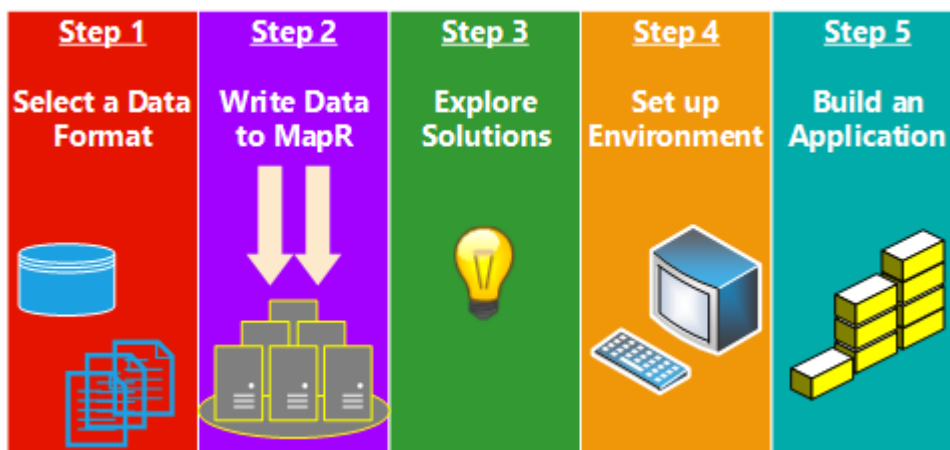 Step 1
Select a Data
Format
Step 2
Write Data
to MapR
Step 3
Explore
Solutions
Step 4
Set up
Environment
Step 5
Build an
Application